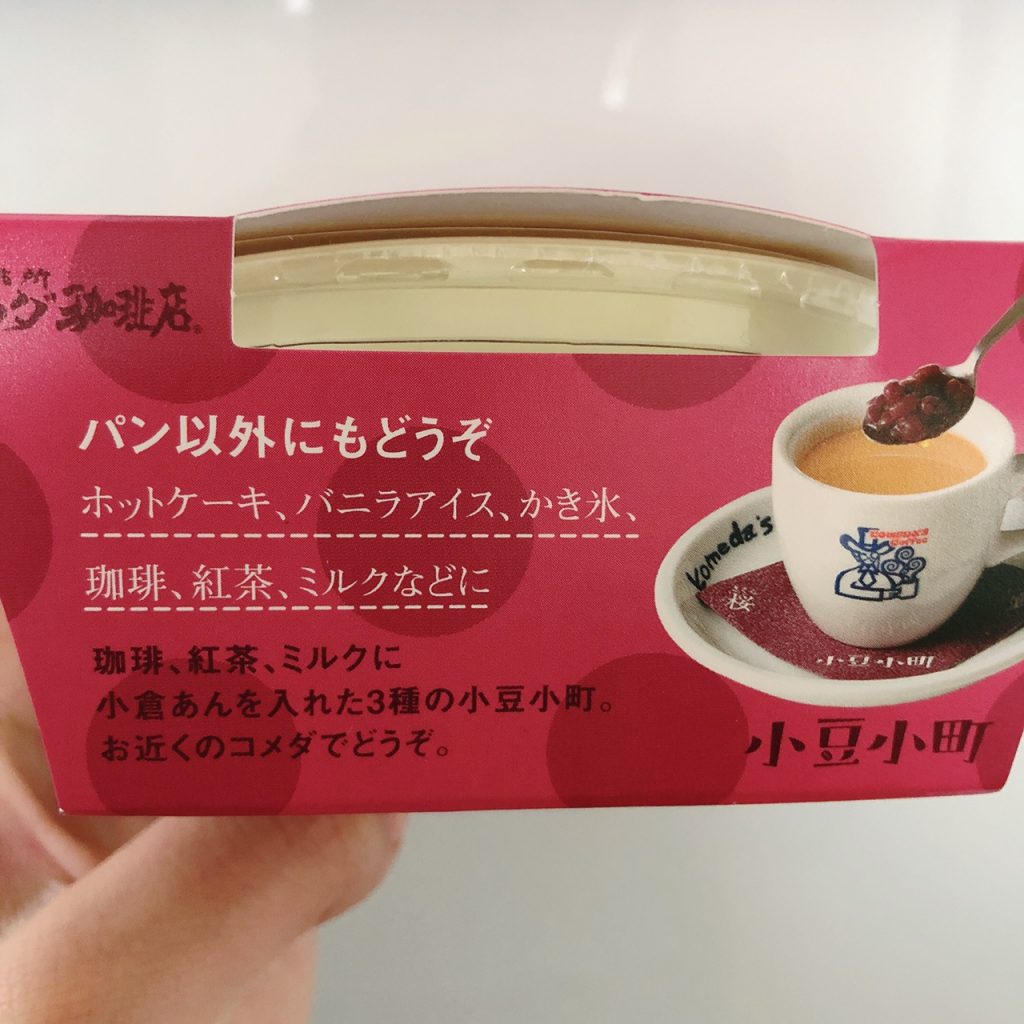 珈琲店®
パン以外にもどうぞ
ホットケーキ、バニラアイス、かき氷、
珈琲、紅茶、ミルクなどに
珈琲、紅茶、ミルクに
小倉あんを入れた3種の小豆小町。
お近くのコメダでどうぞ。
Komeda's
KOMEDA'S
Coffee
桜
小豆小町
小豆小町